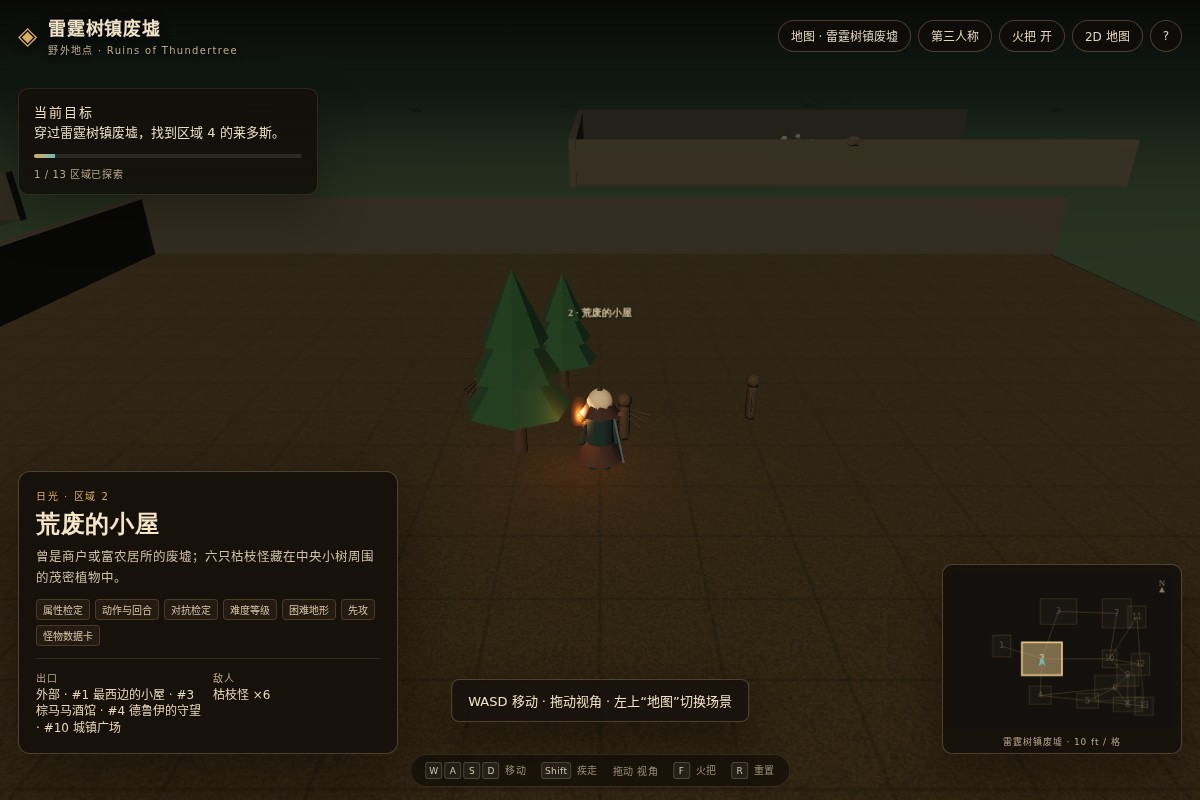 雷霆树镇废墟
野外地点 · Ruins of Thundertree
地图 · 雷霆树镇废墟
第三人称
火把 开
2D 地图
?
当前目标
穿过雷霆树镇废墟，找到区域 4 的莱多斯。
1 / 13 区域已探索
2 · 荒废的小屋
日光 · 区域 2
荒废的小屋
曾是商户或富农居所的废墟；六只枯枝怪藏在中央小树周围
的茂密植物中。
属性检定 动作与回合 对抗检定 难度等级 困难地形 先攻
怪物数据卡
出口
外部 · #1 最西边的小屋 · #3
棕马马酒馆 · #4 德鲁伊的守望
· #10 城镇广场
敌人
枯枝怪 ×6
WASD 移动 · 拖动视角 · 左上“地图”切换场景
W A S D 移动 Shift 疾走 拖动 视角 F 火把 R 重置
N
3
7
11
1
10
12
4
5
13
雷霆树镇废墟 · 10 ft / 格